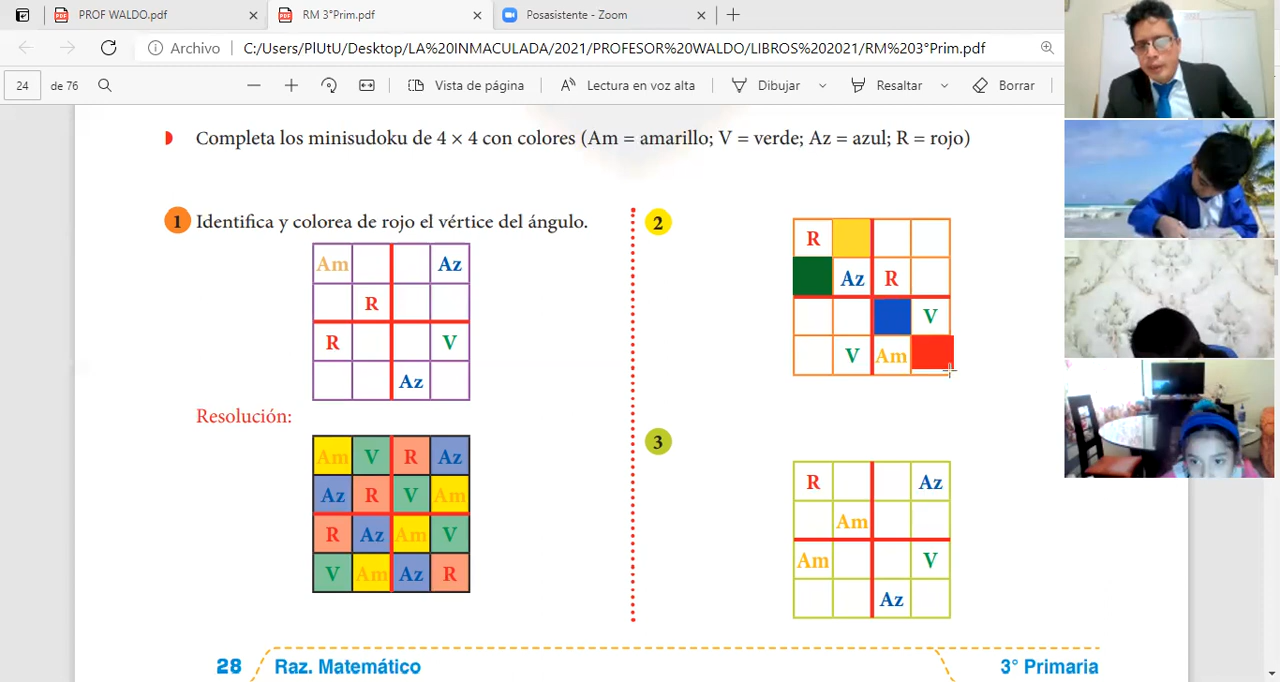 PROF WALDO.pdf
RM 3°Prim.pdf
Posasistente - Zoom
Archivo
C:/Users/PlUtU/Desktop/LA%20INMACULADA/2021/PROFESOR%20WALDO/LIBROS%202021/RM%203°Prim.pdf
24 de 76
Vista de página
Lectura en voz alta
Dibujar
Resaltar
Borrar
Completa los minisudoku de 4 × 4 con colores (Am = amarillo; V = verde; Az = azul; R = rojo)
1 Identifica y colorea de rojo el vértice del ángulo.
Am Az
R
R V
Az
Resolución:
Am V R Az
Az R V Am
R Az Am V
V Am Az R
2
R
Az R
V
V Am
3
R Az
Am
Am V
Az
28 Raz. Matemático
3° Primaria